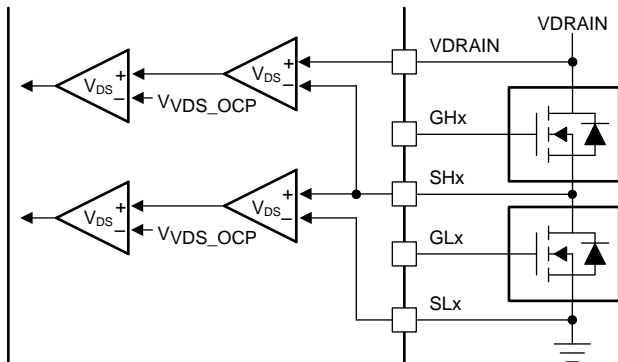 VDRAIN
VDRAIN
VDS
+
−
VVDS_OCP
VDS
+
−
GHx
SHx
VDS
+
−
VVDS_OCP
VDS
+
−
GLx
SLx